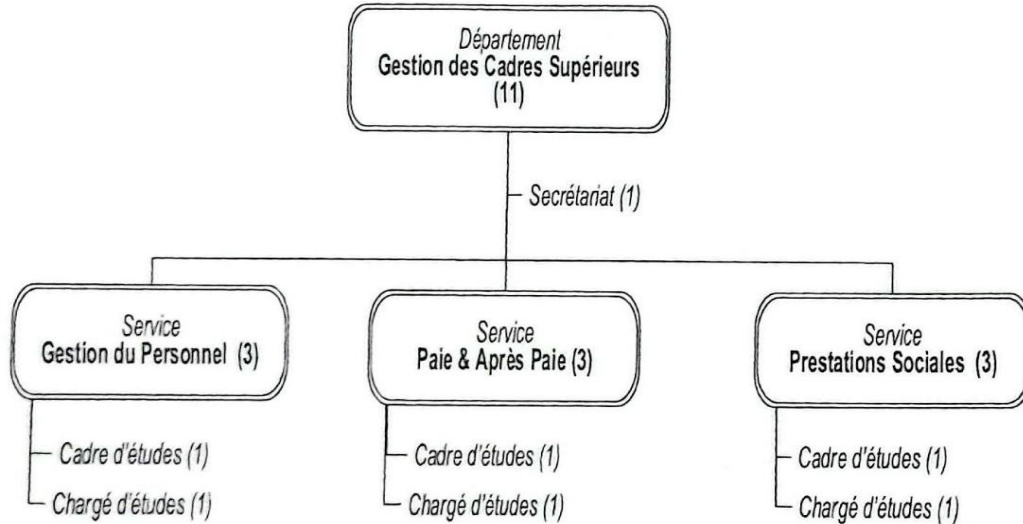 Département
Gestion des Cadres Supérieurs
(11)
Secrétariat (1)
Service
Gestion du Personnel (3)
Cadre d'études (1)
Chargé d'études (1)
Service
Paie & Après Paie (3)
Cadre d'études (1)
Chargé d'études (1)
Service
Prestations Sociales (3)
Cadre d'études (1)
Chargé d'études (1)